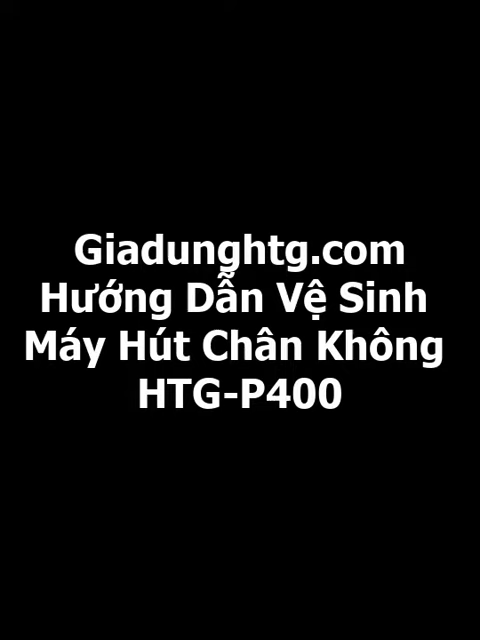 Giadunghtg.com
Hướng Dẫn Vệ Sinh
Máy Hút Chân Không
HTG-P400